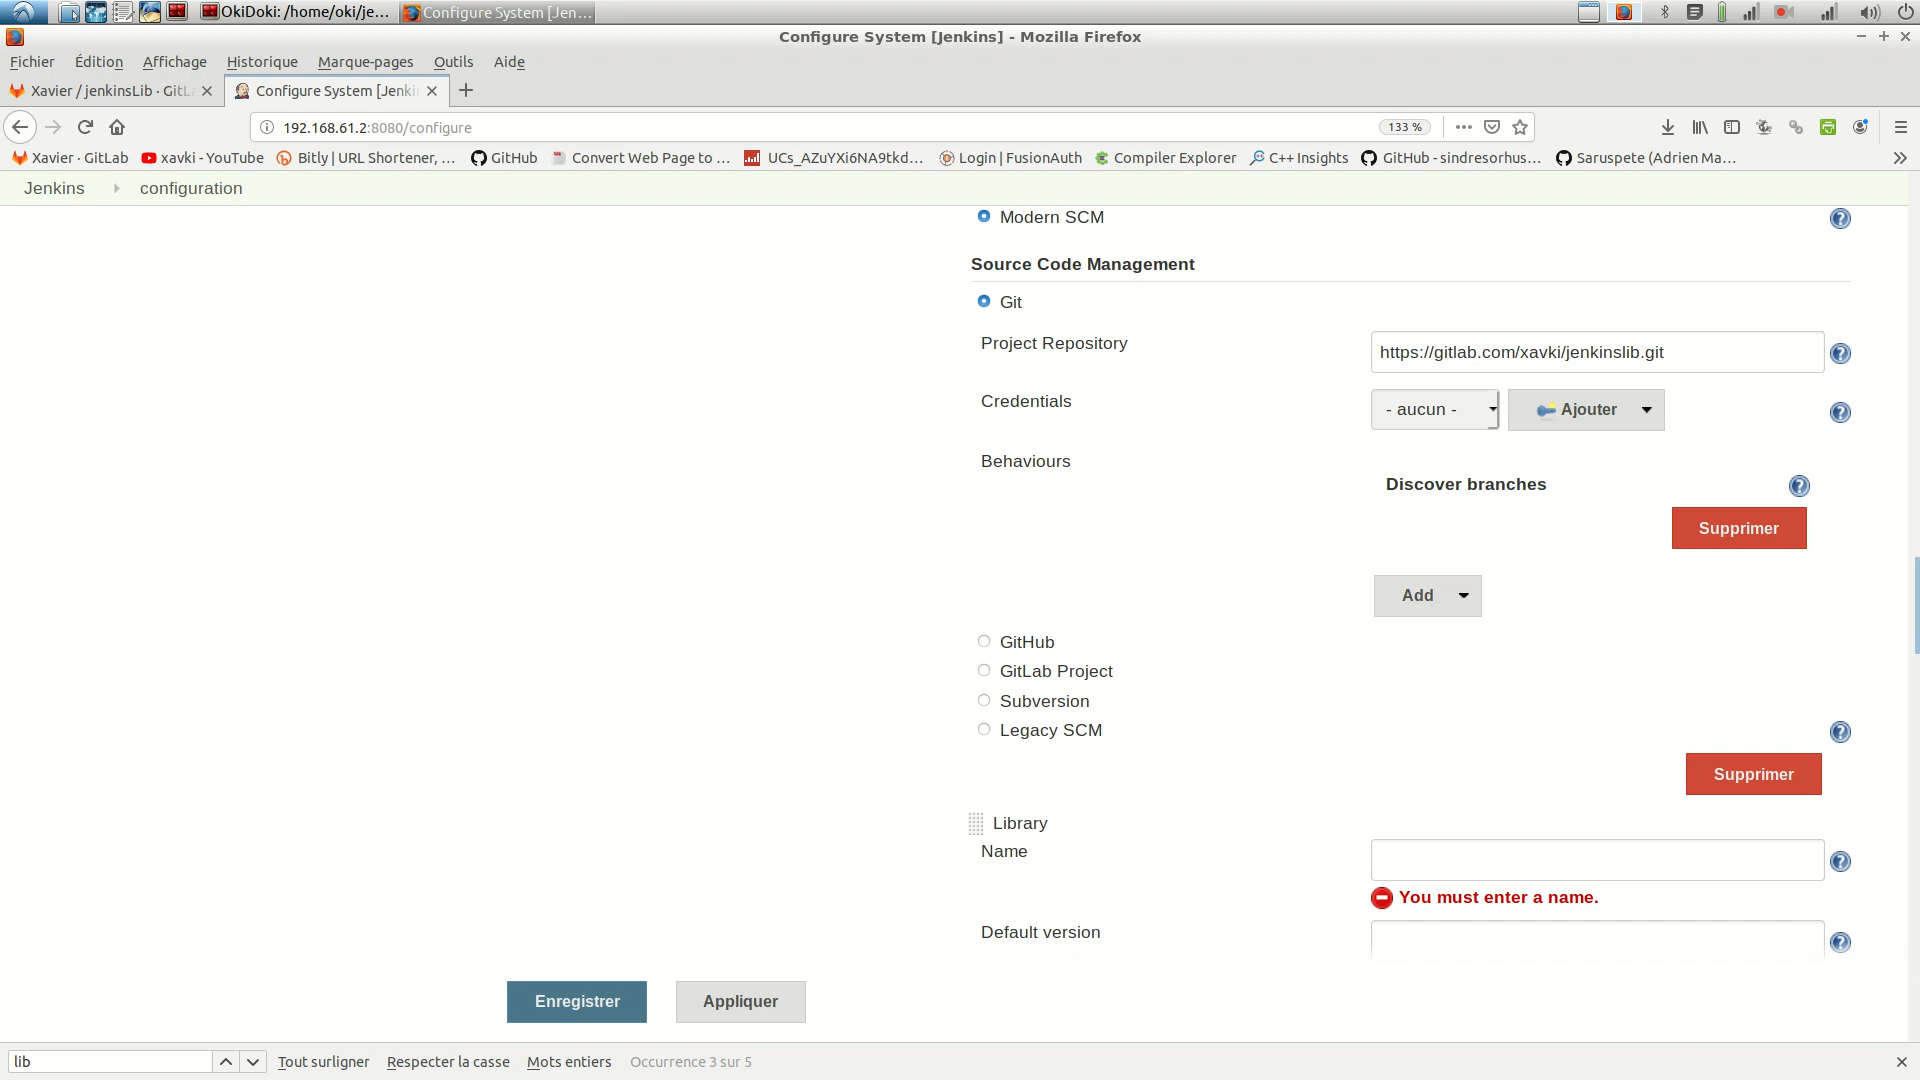 OkiDoki: /home/oki/je...
Configure System [Jen...
Configure System [Jenkins] - Mozilla Firefox
Fichier Édition Affichage Historique Marque-pages Outils Aide
Xavier / jenkinsLib · GitLa
Configure System [Jenki
192.168.61.2:8080/configure
133 %
Xavier · GitLab
xavki - YouTube
Bitly | URL Shortener, ...
GitHub
Convert Web Page to ...
UCs_AZuYXi6NA9tkd...
Login | FusionAuth
Compiler Explorer
C++ Insights
GitHub - sindresorhus...
Saruspete (Adrien Ma...
Jenkins configuration
Modern SCM
Source Code Management
Git
Project Repository
https://gitlab.com/xavki/jenkinslib.git
Credentials
- aucun -
Ajouter
Behaviours
Discover branches
Supprimer
Add
GitHub
GitLab Project
Subversion
Legacy SCM
Supprimer
Library
Name
You must enter a name.
Default version
Enregistrer
Appliquer
lib
Tout surligner
Respecter la casse
Mots entiers
Occurrence 3 sur 5